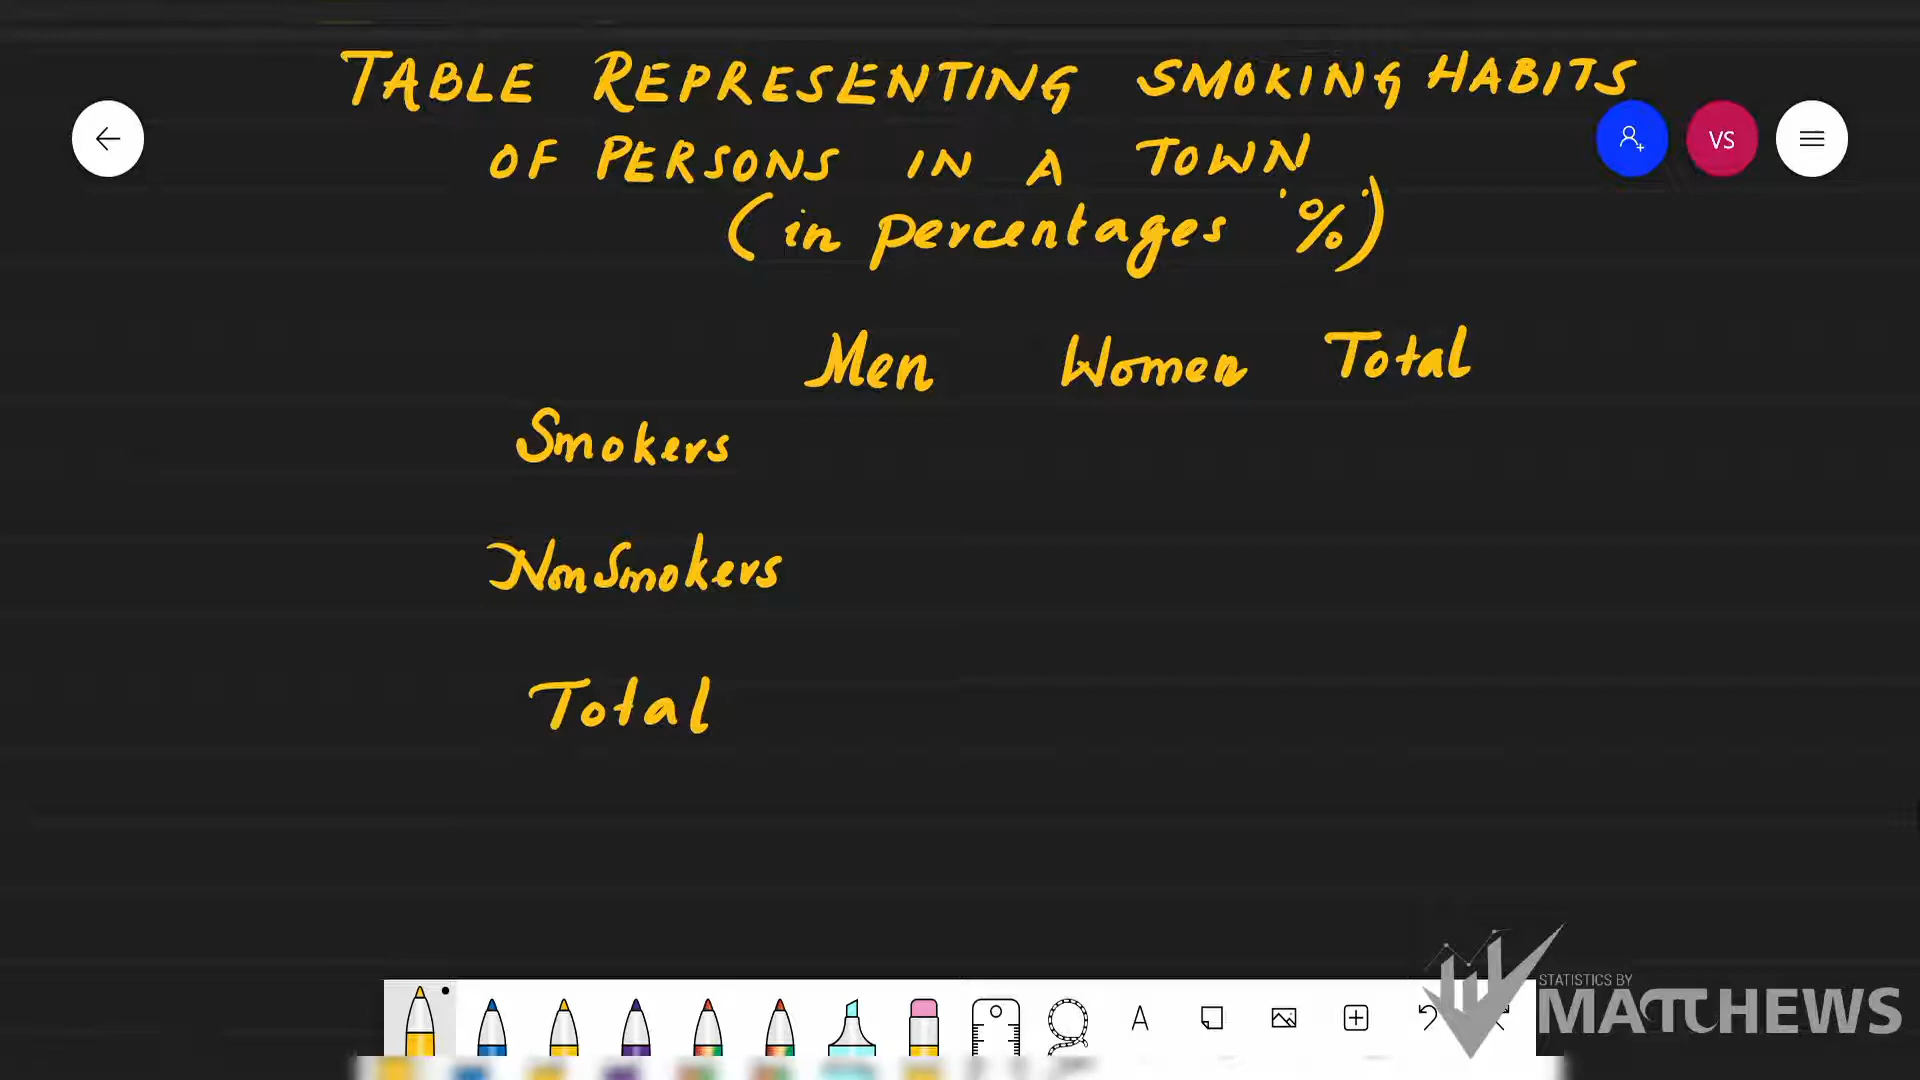 TABLE REPRESENTING SMOKING HABITS
OF PERSONS IN A TOWN
(in percentages '%')
VS
Men Women Total
Smokers
NonSmokers
Total
A
STATISTICS BY
MATTCHEWS